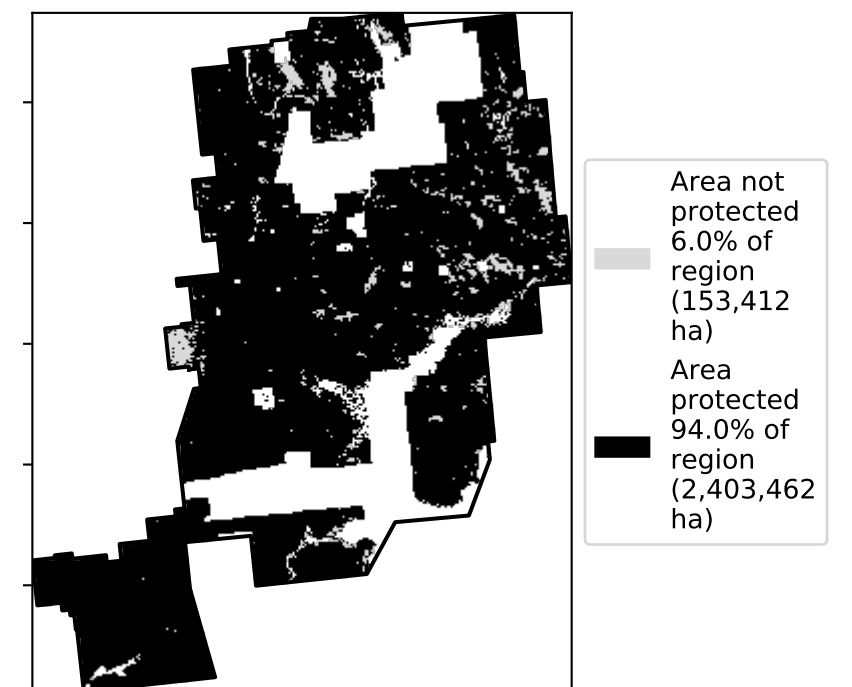 Area not
protected
6.0% of
region
(153,412
ha)
Area
protected
94.0% of
region
(2,403,462
ha)